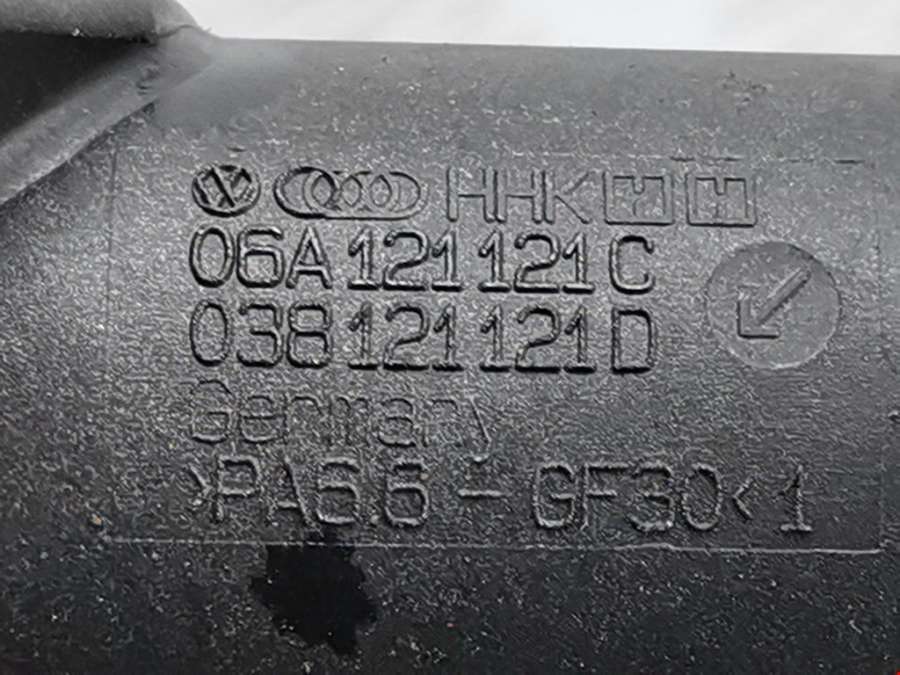 HHK
06A 121 121 C
038 121 121 D
Germany
>PA6.6-GF30<1